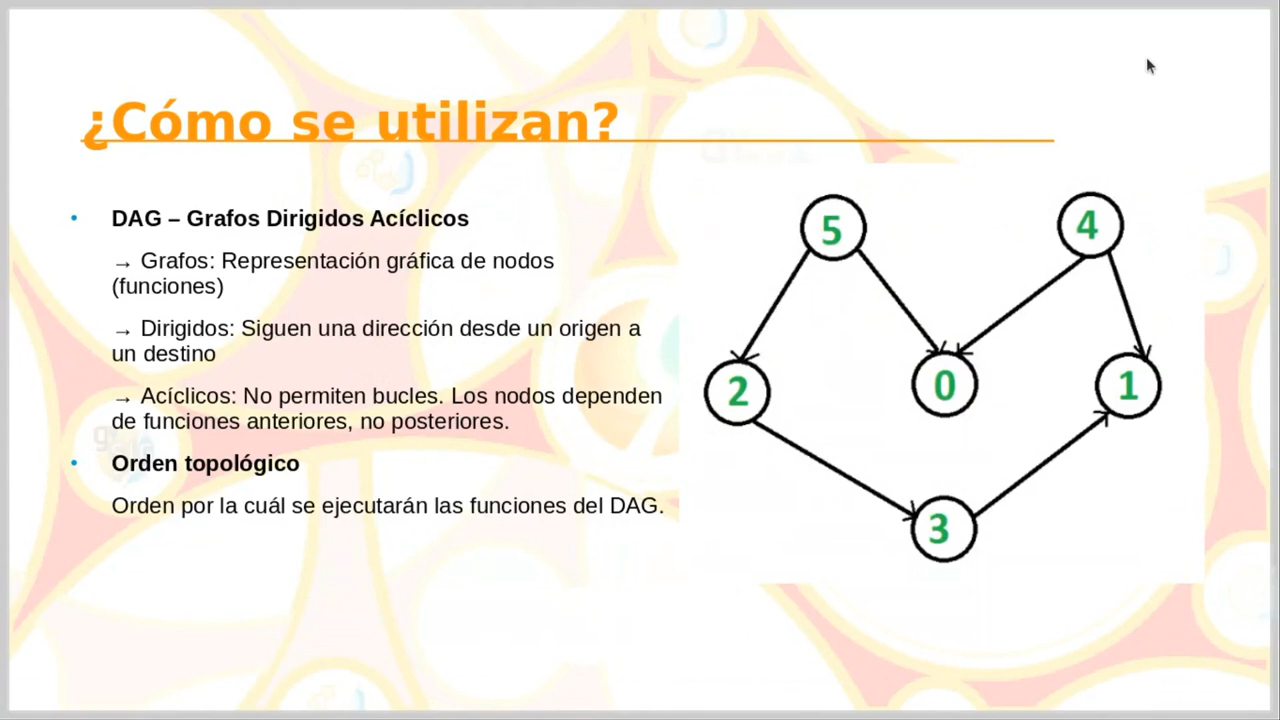 ¿Cómo se utilizan?
• DAG – Grafos Dirigidos Acíclicos
→ Grafos: Representación gráfica de nodos
(funciones)
→ Dirigidos: Siguen una dirección desde un origen a
un destino
→ Acíclicos: No permiten bucles. Los nodos dependen
de funciones anteriores, no posteriores.
• Orden topológico
Orden por la cuál se ejecutarán las funciones del DAG.
5 4
2 0 1
3